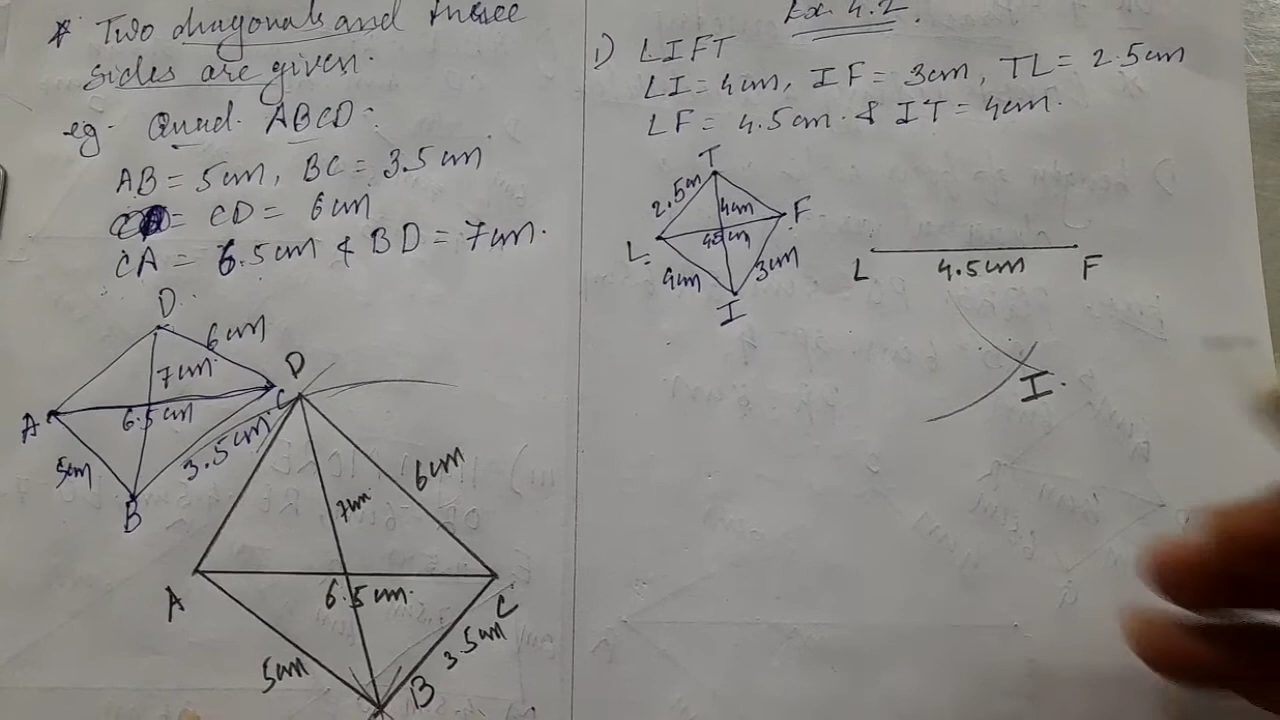 * Two diagonals and three
sides are given.
eg- Quad. ABCD:-
AB = 5cm, BC = 3.5cm
= CD = 6cm
CA = 6.5cm & BD = 7cm.
D
6cm
7cm
A
6.5cm
C
5cm
3.5cm
B
D
6cm
7cm
A
6.5cm.
C
5cm
3.5cm
B
Ex. 4.2.
1) LIFT
LI = 4cm, IF = 3cm, TL = 2.5cm
LF = 4.5cm. & IT = 4cm.
T
2.5cm
4cm
F
L
4.5cm
4cm
3cm
I
L
4.5cm
F
I.